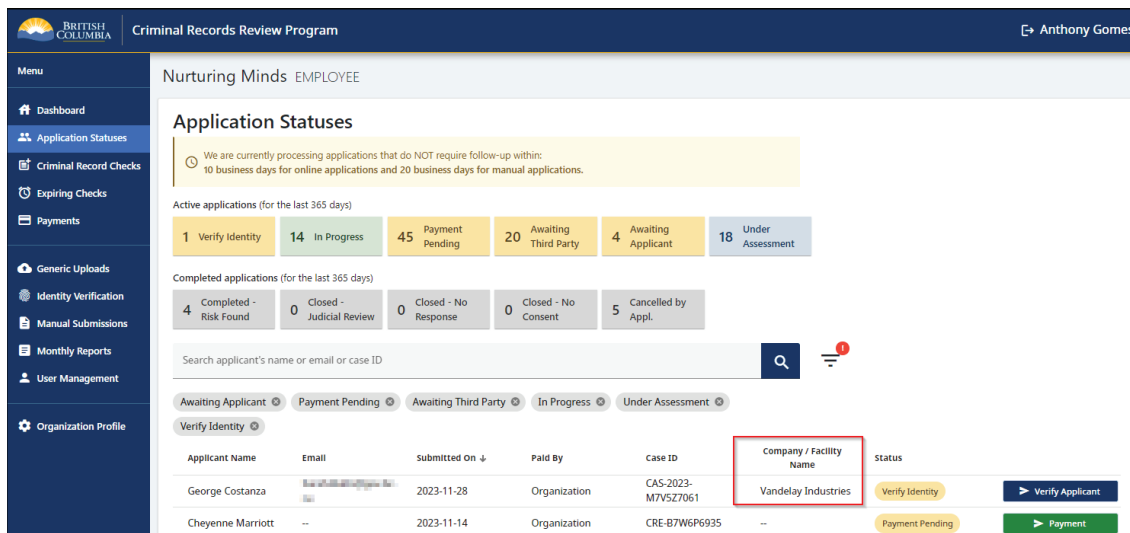 BRITISH
COLUMBIA
Criminal Records Review Program
Anthony Gomes
Menu
Dashboard
Application Statuses
Criminal Record Checks
Expiring Checks
Payments
Generic Uploads
Identity Verification
Manual Submissions
Monthly Reports
User Management
Organization Profile
Nurturing Minds EMPLOYEE
Application Statuses
We are currently processing applications that do NOT require follow-up within:
10 business days for online applications and 20 business days for manual applications.
Active applications (for the last 365 days)
1 Verify Identity
14 In Progress
45 Payment
Pending
20 Awaiting
Third Party
4 Awaiting
Applicant
18 Under
Assessment
Completed applications (for the last 365 days)
4 Completed -
Risk Found
0 Closed -
Judicial Review
0 Closed - No
Response
0 Closed - No
Consent
5 Cancelled by
Appl.
Search applicant's name or email or case ID
!
Awaiting Applicant Payment Pending Awaiting Third Party In Progress Under Assessment
Verify Identity
Applicant Name Email Submitted On Paid By Case ID Company / Facility
Name Status
George Costanza 2023-11-28 Organization CAS-2023-
M7V5Z7061 Vandelay Industries Verify Identity Verify Applicant
Cheyenne Marriott -- 2023-11-14 Organization CRE-B7W6P6935 -- Payment Pending Payment